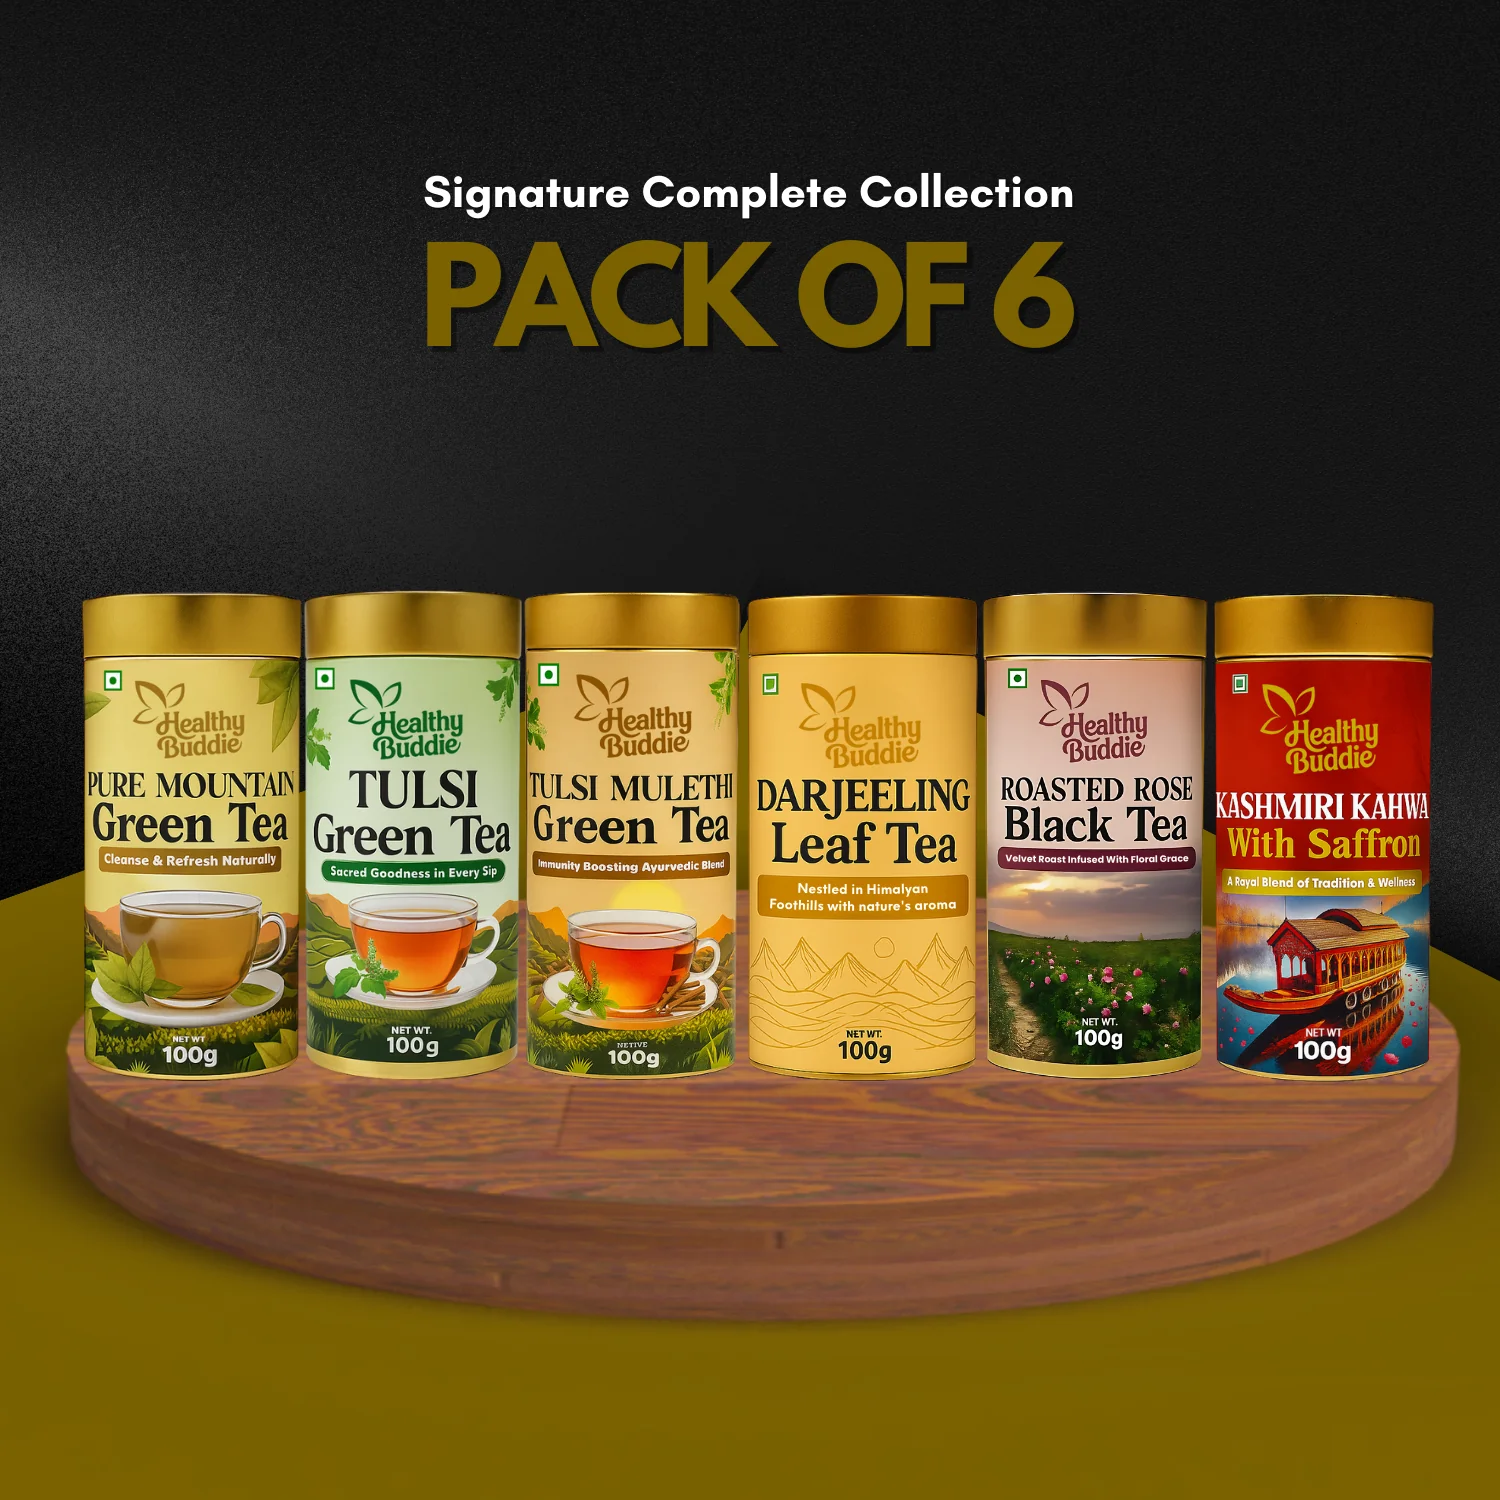 Signature Complete Collection
PACK OF 6
Healthy
Buddie
PURE MOUNTAIN
Green Tea
Cleanse & Refresh Naturally
NET WT
100g
Healthy
Buddie
TULSI
Green Tea
Sacred Goodness in Every Sip
NET WT.
100g
Healthy
Buddie
TULSI MULETHI
Green Tea
Immunity Boosting Ayurvedic Blend
NETIVE
100g
Healthy
Buddie
DARJEELING
Leaf Tea
Nestled in Himalyan
Foothills with nature's aroma
NET WT.
100g
Healthy
Buddie
ROASTED ROSE
Black Tea
Velvet Roast Infused With Floral Grace
NET WT.
100g
Healthy
Buddie
KASHMIRI KAHWA
With Saffron
A Royal Blend of Tradition & Wellness
NET WT
100g